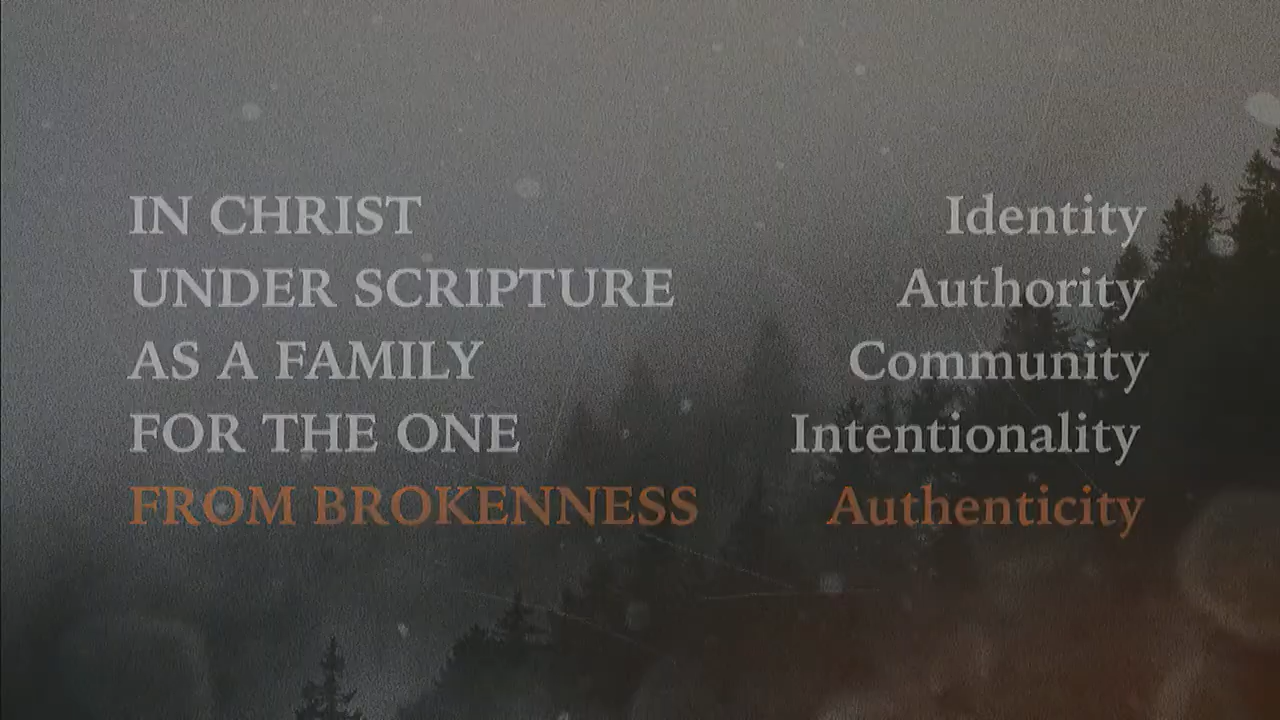 IN CHRIST Identity
UNDER SCRIPTURE Authority
AS A FAMILY Community
FOR THE ONE Intentionality
FROM BROKENNESS Authenticity